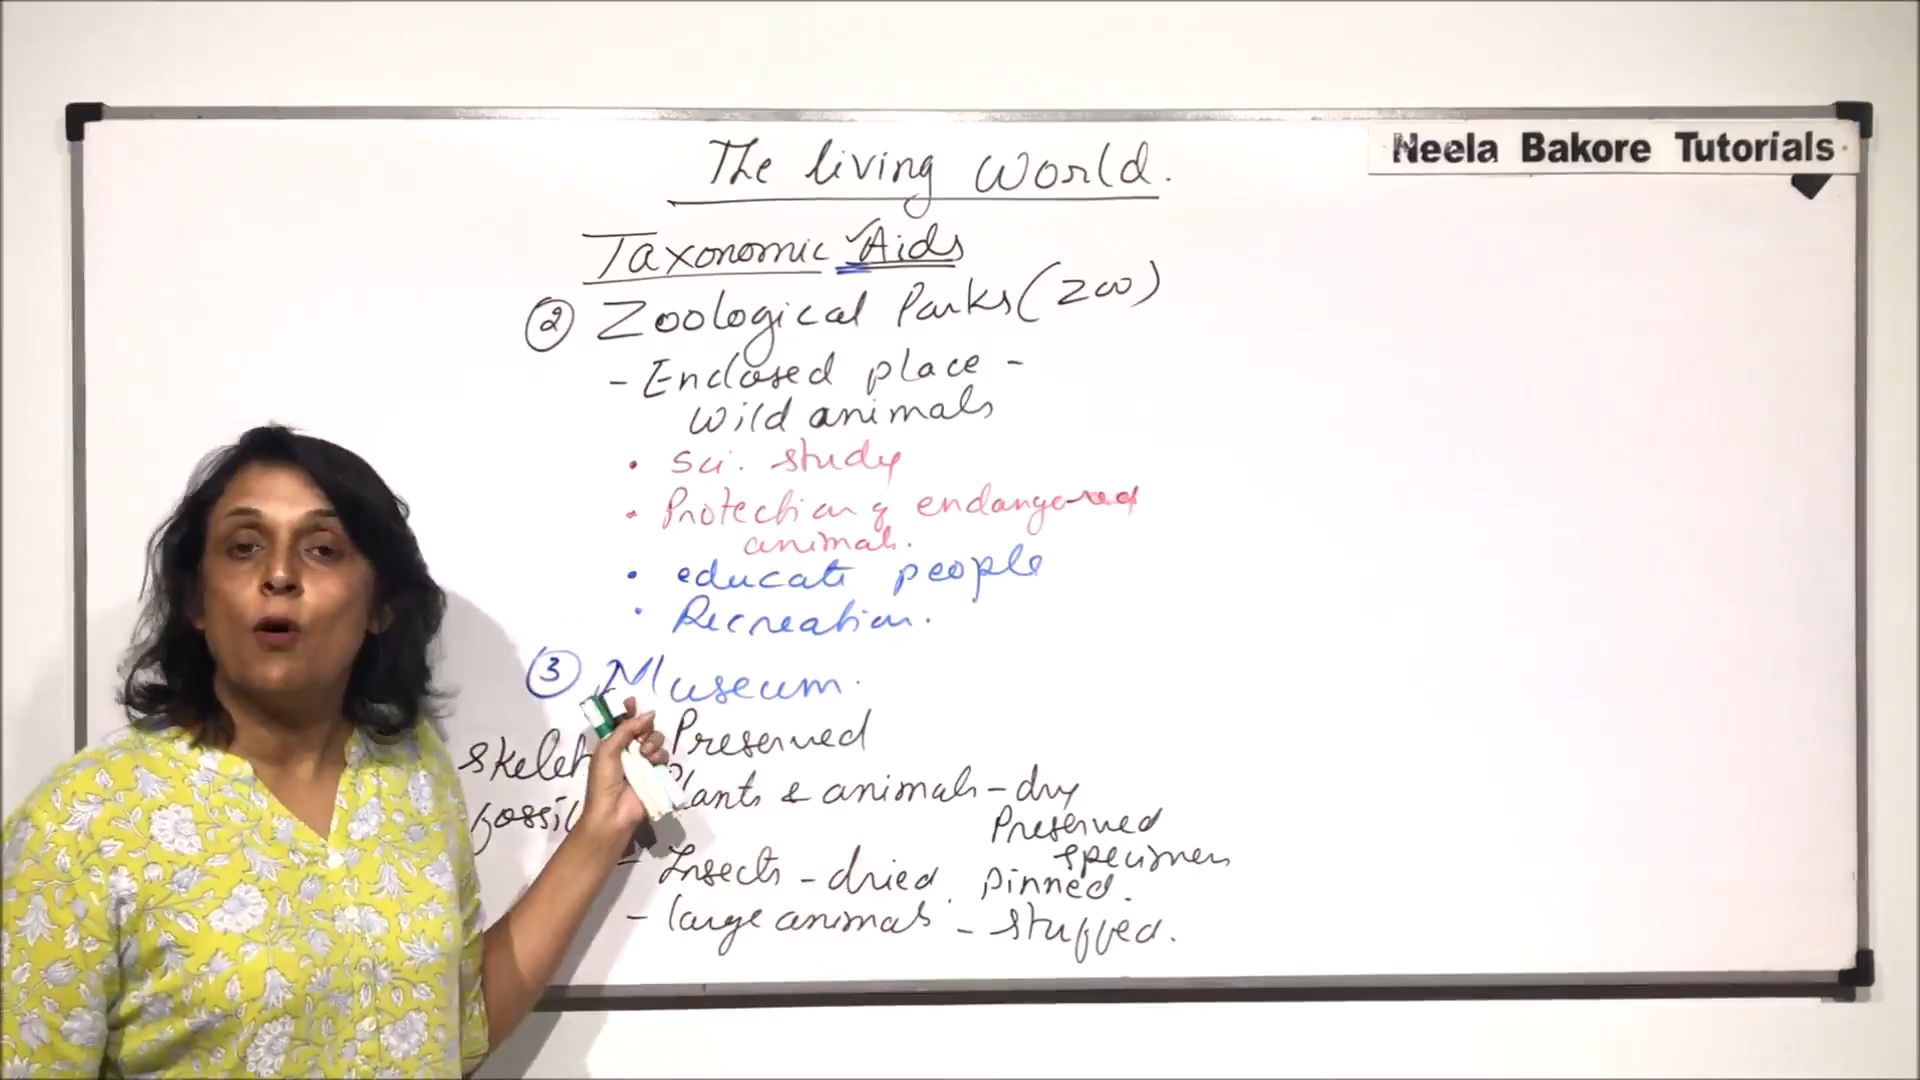 The living World.
Neela Bakore Tutorials
Taxonomic Aids
② Zoological Parks (Zoo)
- Enclosed place -
Wild animals
• Sci. study
• Protection of endangered
animals.
• educate people
• Recreation.
③ Museum.
Preserved
Plants & animals - dry
Preserved
specimen
- Insects - dried. Pinned.
- large animals - stuffed.